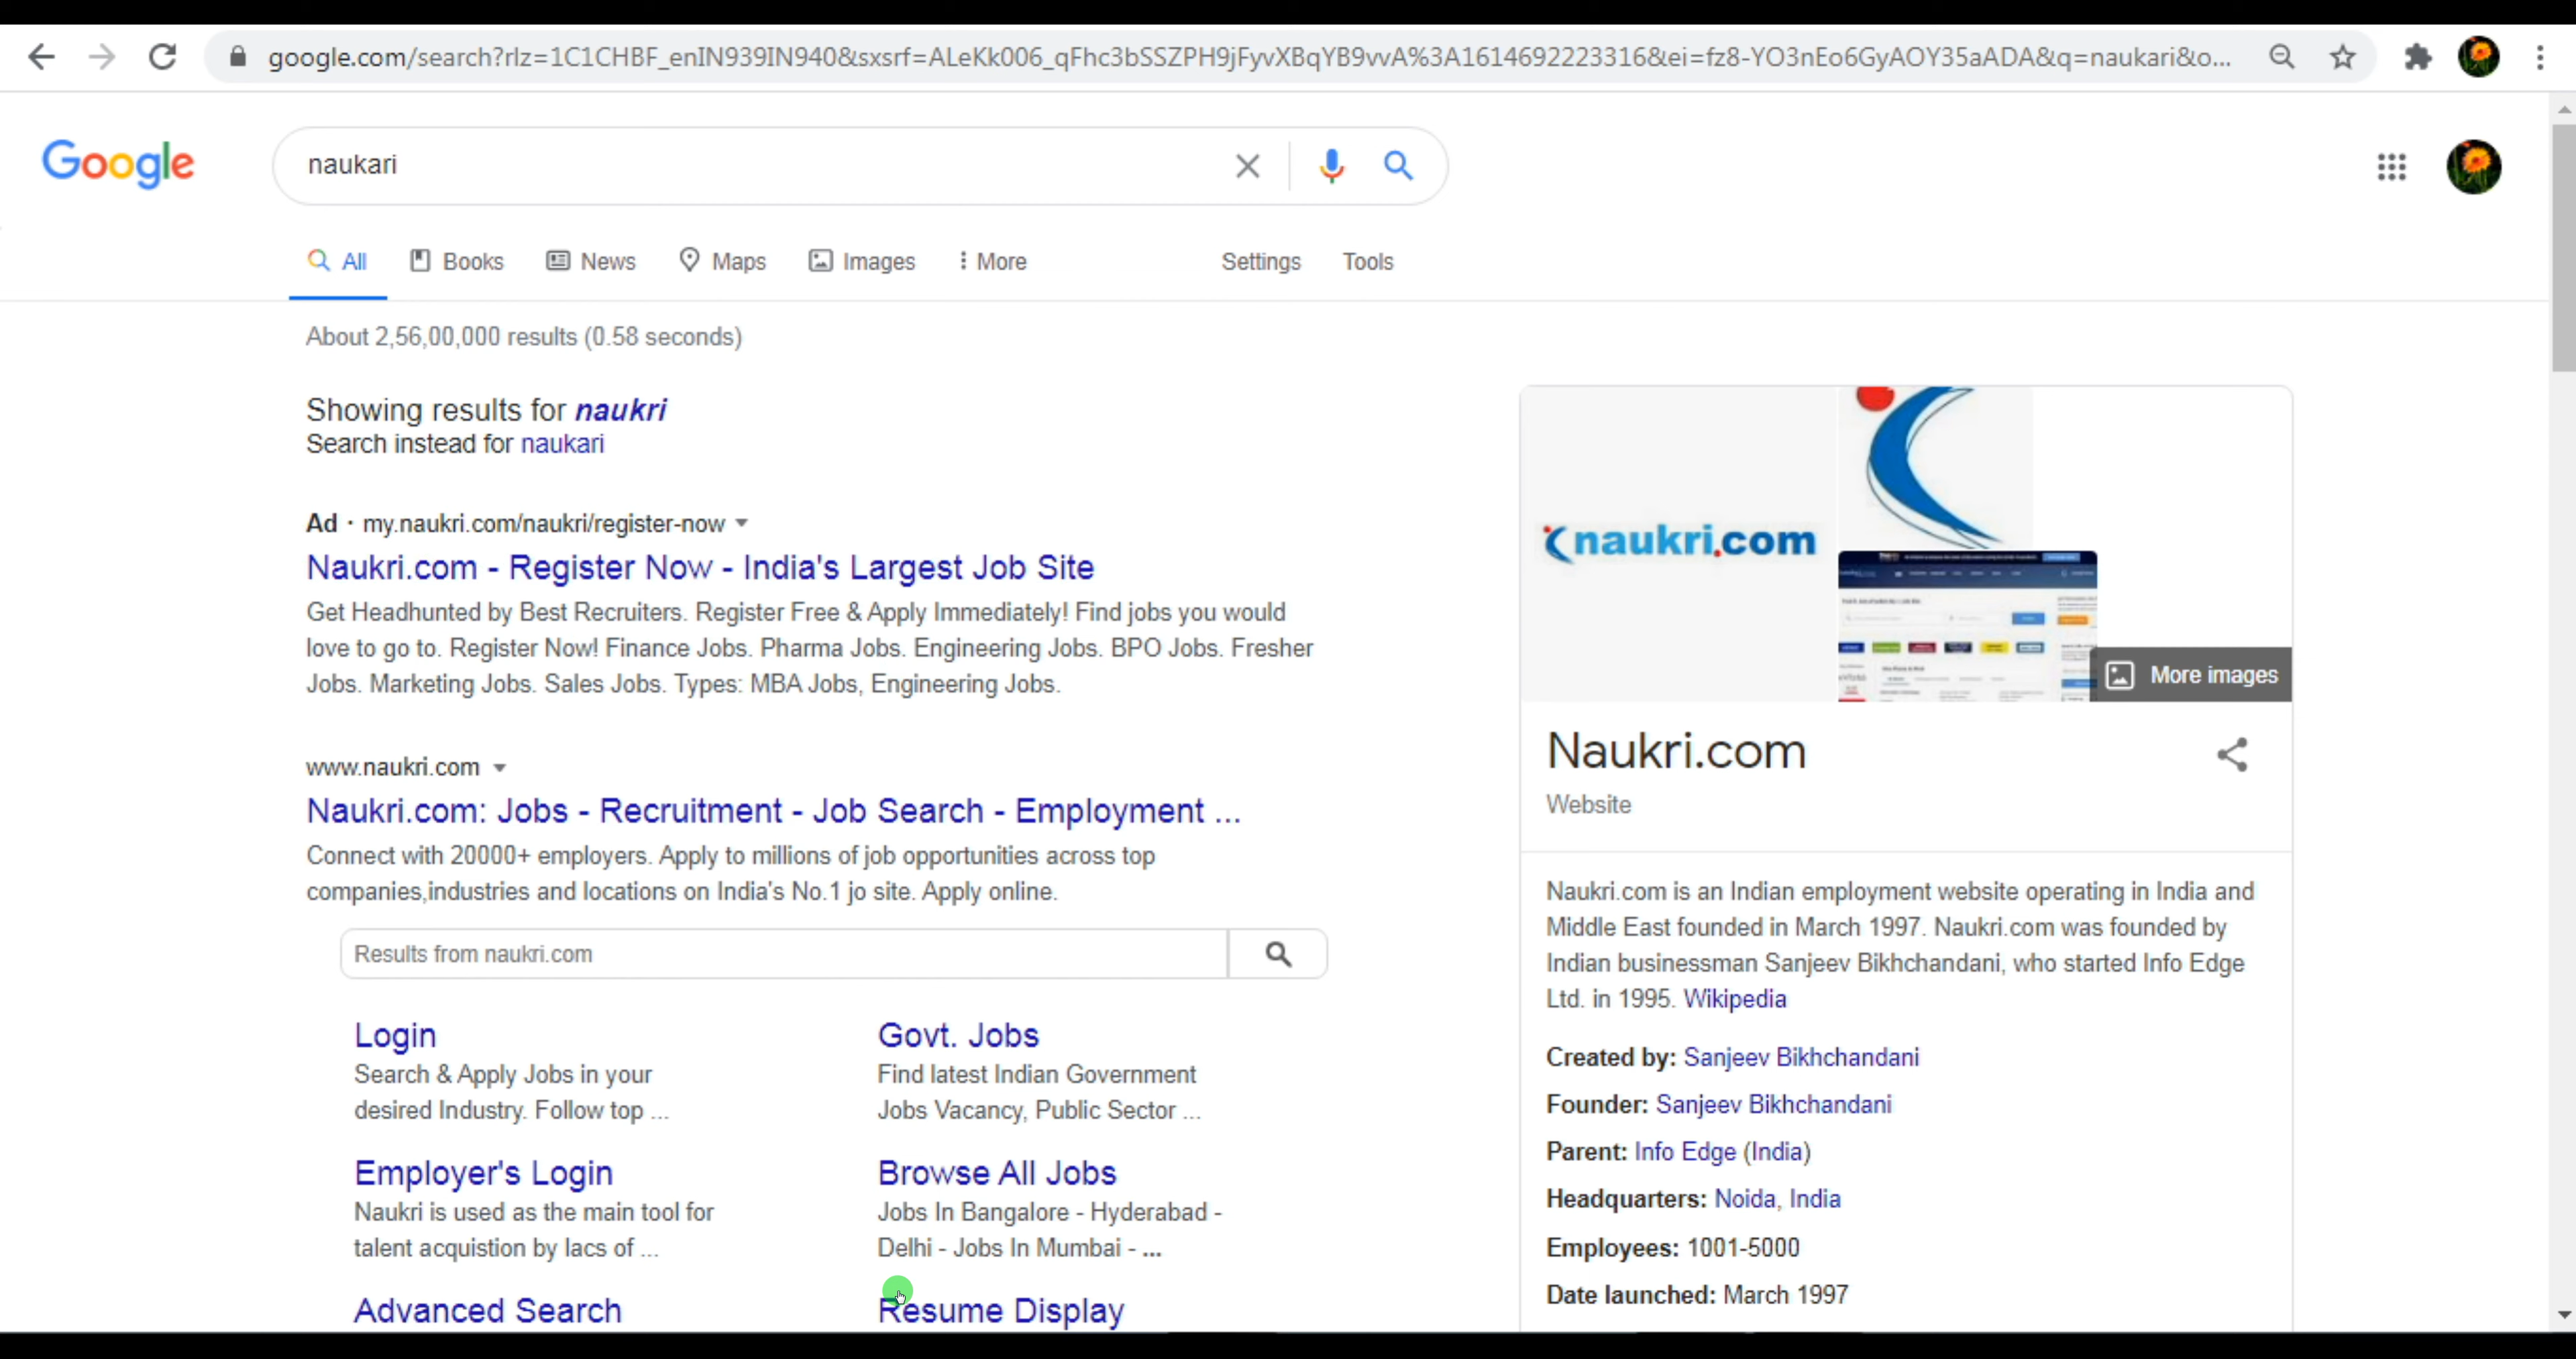 google.com/search?rlz=1C1CHBF_enIN939IN940&sxsrf=ALeKk006_qFhc3bSSZPH9jFyvXBqYB9vvA%3A1614692223316&ei=fz8-YO3nEo6GyAOY35aADA&q=naukari&o...
Google
naukari
All Books News Maps Images More Settings Tools
About 2,56,00,000 results (0.58 seconds)
Showing results for naukri
Search instead for naukari
Ad · my.naukri.com/naukri/register-now
Naukri.com - Register Now - India's Largest Job Site
Get Headhunted by Best Recruiters. Register Free & Apply Immediately! Find jobs you would
love to go to. Register Now! Finance Jobs. Pharma Jobs. Engineering Jobs. BPO Jobs. Fresher
Jobs. Marketing Jobs. Sales Jobs. Types: MBA Jobs, Engineering Jobs.
www.naukri.com
Naukri.com: Jobs - Recruitment - Job Search - Employment ...
Connect with 20000+ employers. Apply to millions of job opportunities across top
companies,industries and locations on India's No.1 jo site. Apply online.
Results from naukri.com
Login
Search & Apply Jobs in your
desired Industry. Follow top ...
Govt. Jobs
Find latest Indian Government
Jobs Vacancy, Public Sector ...
Employer's Login
Naukri is used as the main tool for
talent acquistion by lacs of ...
Browse All Jobs
Jobs In Bangalore - Hyderabad -
Delhi - Jobs In Mumbai - ...
Advanced Search
Resume Display
naukri.com
More images
Naukri.com
Website
Naukri.com is an Indian employment website operating in India and
Middle East founded in March 1997. Naukri.com was founded by
Indian businessman Sanjeev Bikhchandani, who started Info Edge
Ltd. in 1995. Wikipedia
Created by: Sanjeev Bikhchandani
Founder: Sanjeev Bikhchandani
Parent: Info Edge (India)
Headquarters: Noida, India
Employees: 1001-5000
Date launched: March 1997